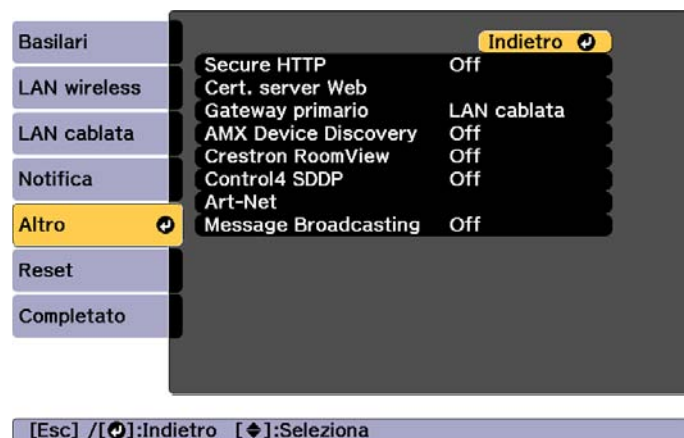 Basilari
LAN wireless
LAN cablata
Notifica
Altro
Reset
Completato
Indietro
Secure HTTP Off
Cert. server Web
Gateway primario LAN cablata
AMX Device Discovery Off
Crestron RoomView Off
Control4 SDDP Off
Art-Net
Message Broadcasting Off
[Esc] /[⏎]:Indietro [◆]:Seleziona